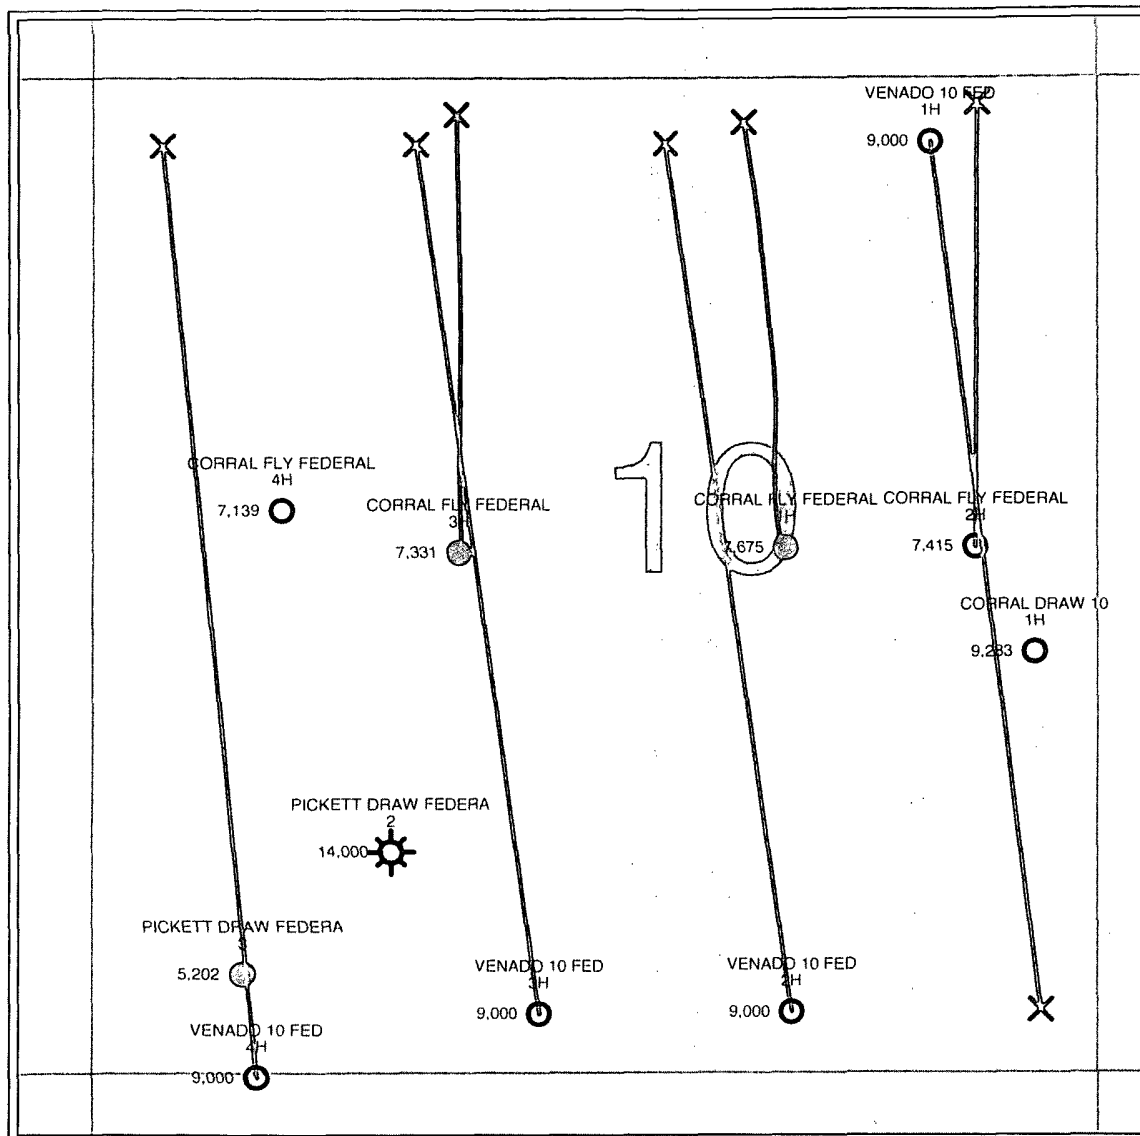 VENADO 10 FED
1H
9,000
CORRAL FLY FEDERAL
4H
7,139
CORRAL FLY FEDERAL
3H
7,331
10
CORRAL FLY FEDERAL
1H
7,675
CORRAL FLY FEDERAL
2H
7,415
CORRAL DRAW 10
1H
9,283
PICKETT DRAW FEDERA
2
14,000
PICKETT DRAW FEDERA
3
5,202
VENADO 10 FED
3H
9,000
VENADO 10 FED
2H
9,000
VENADO 10 FED
4H
9,000